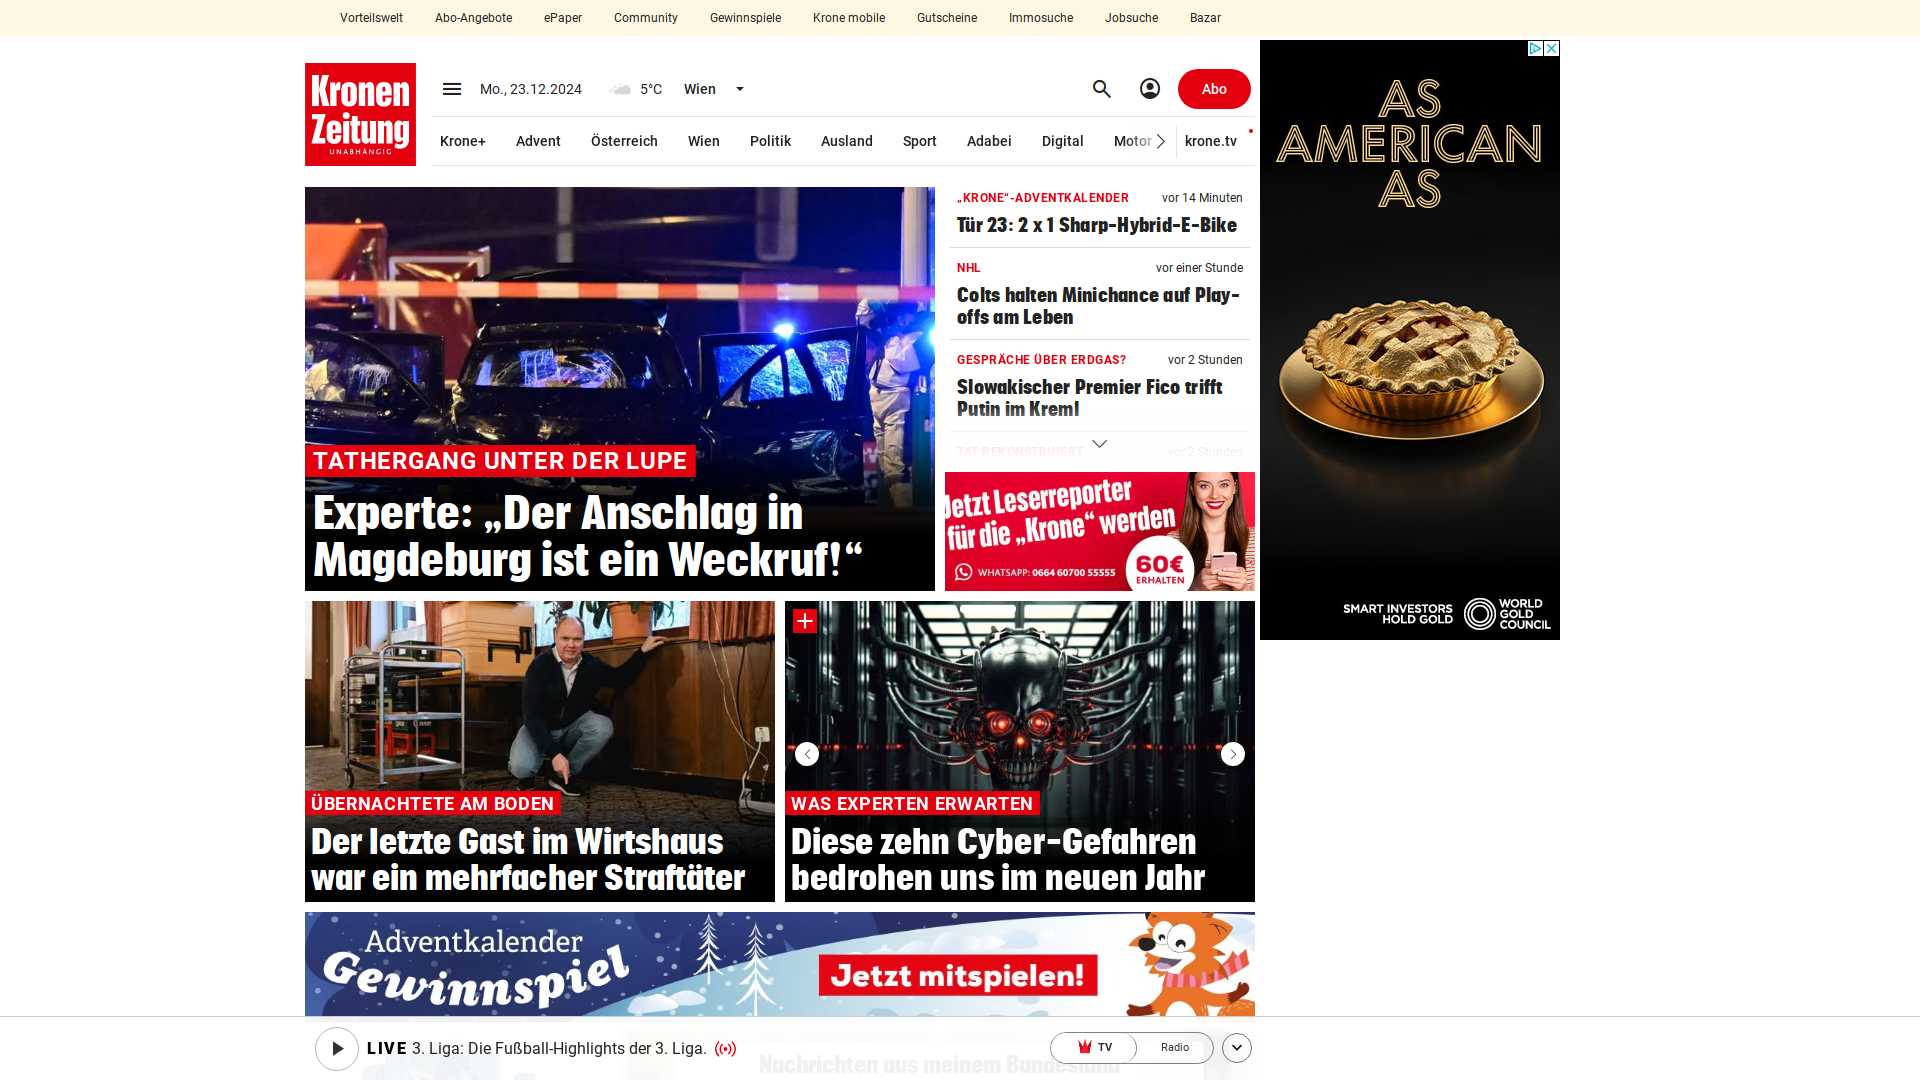 Vorteilswelt Abo-Angebote ePaper Community Gewinnspiele Krone mobile Gutscheine Immosuche Jobsuche Bazar
Kronen
Zeitung
UNABHÄNGIG
Mo., 23.12.2024 5°C Wien
Abo
Krone+ Advent Österreich Wien Politik Ausland Sport Adabei Digital Motor krone.tv
TATHERGANG UNTER DER LUPE
Experte: „Der Anschlag in
Magdeburg ist ein Weckruf!“
„KRONE“-ADVENTKALENDER vor 14 Minuten
Tür 23: 2 x 1 Sharp-Hybrid-E-Bike
NHL vor einer Stunde
Colts halten Minichance auf Play-
offs am Leben
GESPRÄCHE ÜBER ERDGAS? vor 2 Stunden
Slowakischer Premier Fico trifft
Putin im Kreml
TAT REKONSTRUIERT vor 2 Stunden
Jetzt Leserreporter
für die „Krone“ werden
WHATSAPP: 0664 60700 55555
60€
ERHALTEN
AS
AMERICAN
AS
SMART INVESTORS
HOLD GOLD
WORLD
GOLD
COUNCIL
ÜBERNACHTETE AM BODEN
Der letzte Gast im Wirtshaus
war ein mehrfacher Straftäter
WAS EXPERTEN ERWARTEN
Diese zehn Cyber-Gefahren
bedrohen uns im neuen Jahr
Adventkalender
Gewinnspiel
Jetzt mitspielen!
LIVE 3. Liga: Die Fußball-Highlights der 3. Liga.
TV Radio
Nachrichten aus meinem Bundesland